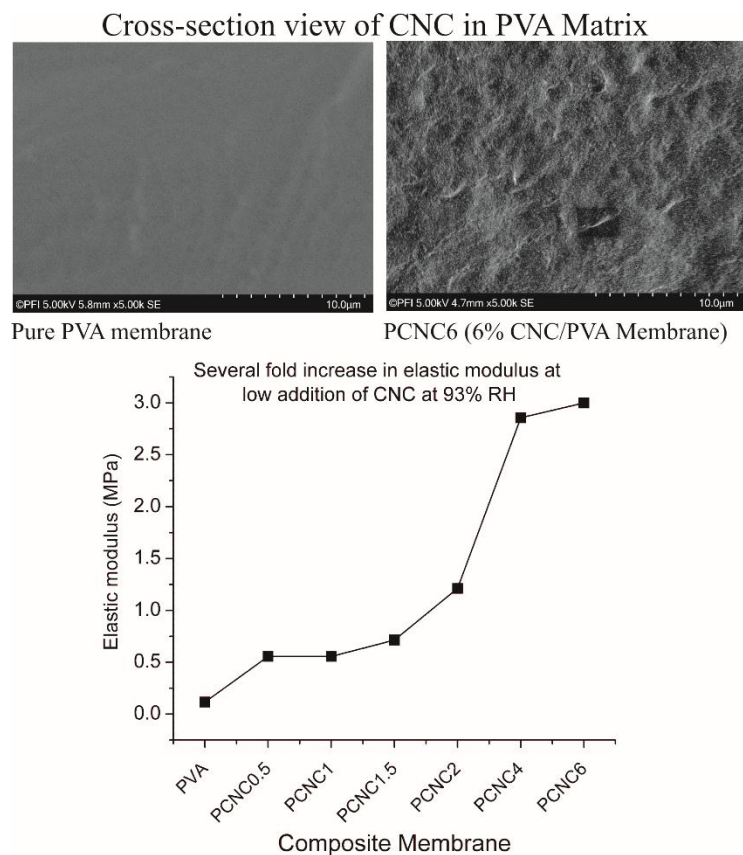 Cross-section view of CNC in PVA Matrix
©PFI 5.00kV 5.8mm x5.00k SE 10.0µm
©PFI 5.00kV 4.7mm x5.00k SE 10.0µm
Pure PVA membrane
PCNC6 (6% CNC/PVA Membrane)
Several fold increase in elastic modulus at
low addition of CNC at 93% RH
3.0
2.5
2.0
1.5
1.0
0.5
0.0
Elastic modulus (MPa)
PVA
PCNC0.5
PCNC1
PCNC1.5
PCNC2
PCNC4
PCNC6
Composite Membrane